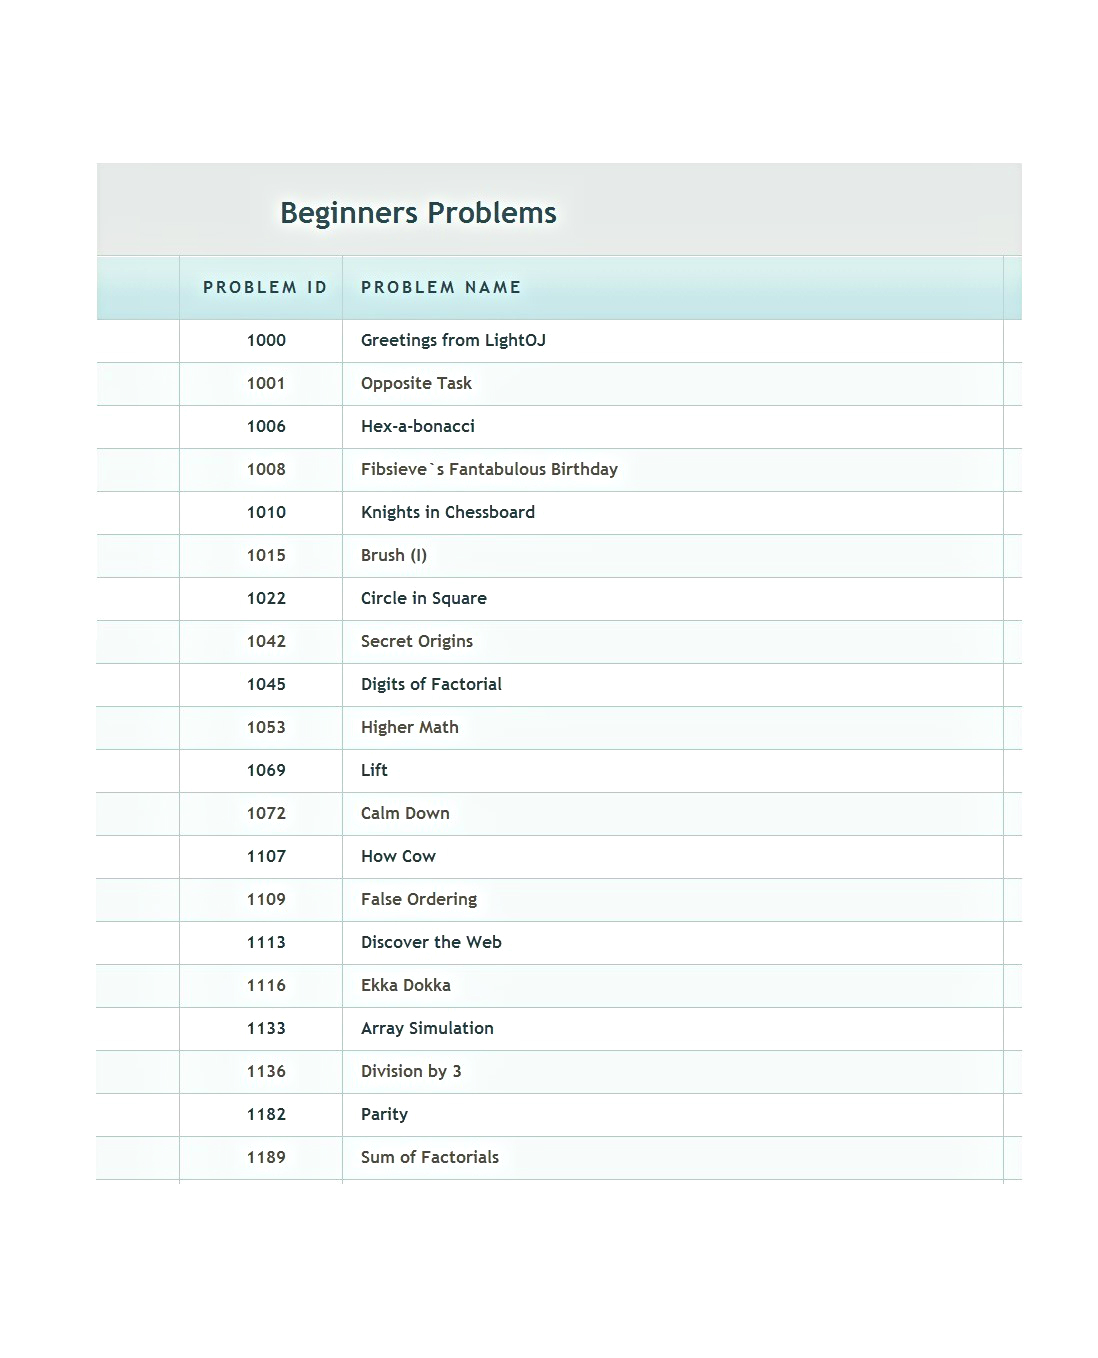 Beginners Problems
PROBLEM ID PROBLEM NAME
1000 Greetings from LightOJ
1001 Opposite Task
1006 Hex-a-bonacci
1008 Fibsieve`s Fantabulous Birthday
1010 Knights in Chessboard
1015 Brush (I)
1022 Circle in Square
1042 Secret Origins
1045 Digits of Factorial
1053 Higher Math
1069 Lift
1072 Calm Down
1107 How Cow
1109 False Ordering
1113 Discover the Web
1116 Ekka Dokka
1133 Array Simulation
1136 Division by 3
1182 Parity
1189 Sum of Factorials